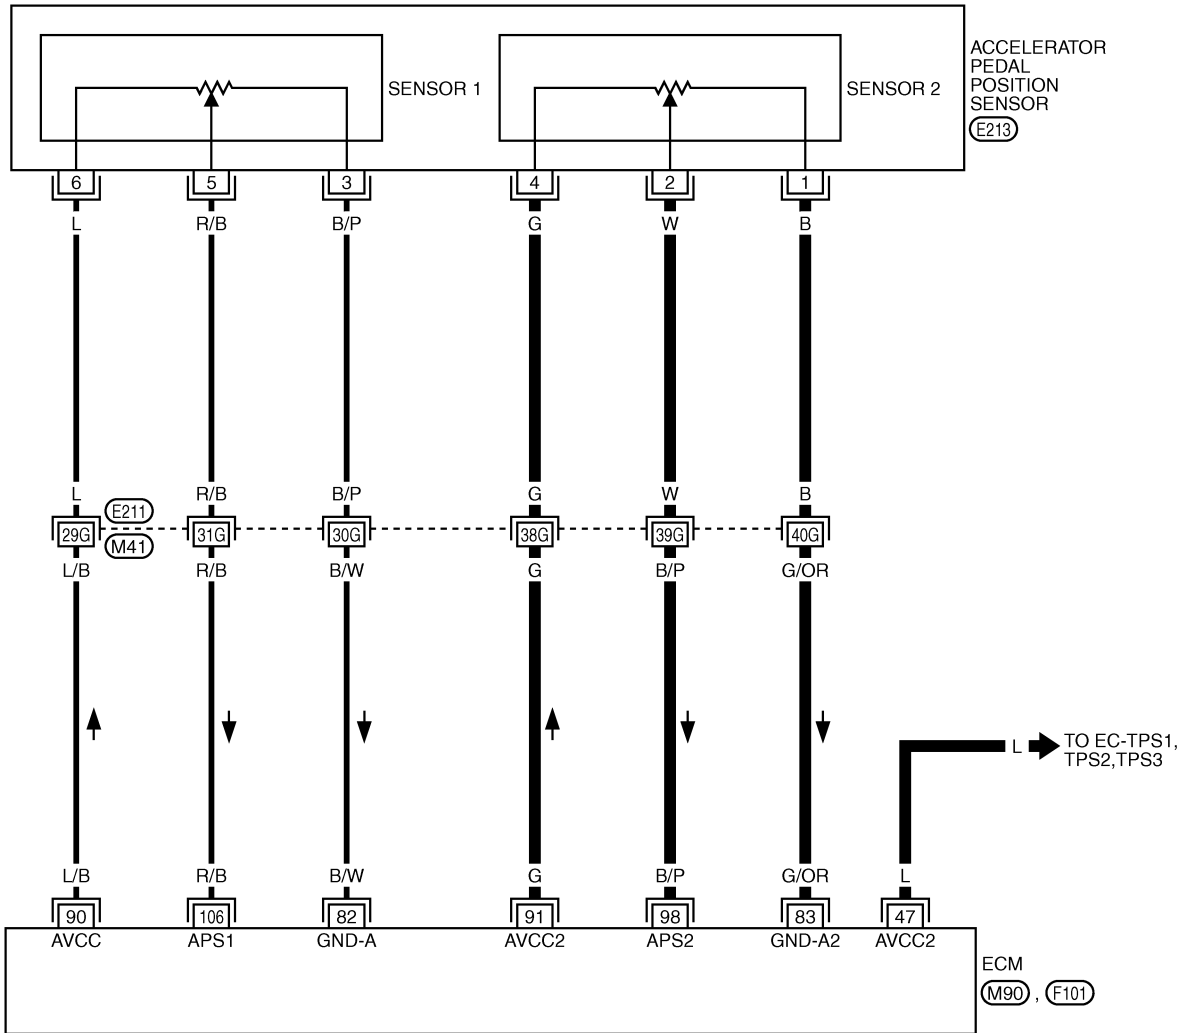 ACCELERATOR
PEDAL
POSITION
SENSOR
E213
SENSOR 1
SENSOR 2
6 5 3 4 2 1
L R/B B/P G W B
L R/B B/P G W B
E211
29G 31G 30G 38G 39G 40G
M41
L/B R/B B/W G B/P G/OR
L TO EC-TPS1,
TPS2,TPS3
L/B R/B B/W G B/P G/OR L
90 106 82 91 98 83 47
AVCC APS1 GND-A AVCC2 APS2 GND-A2 AVCC2
ECM
M90 , F101